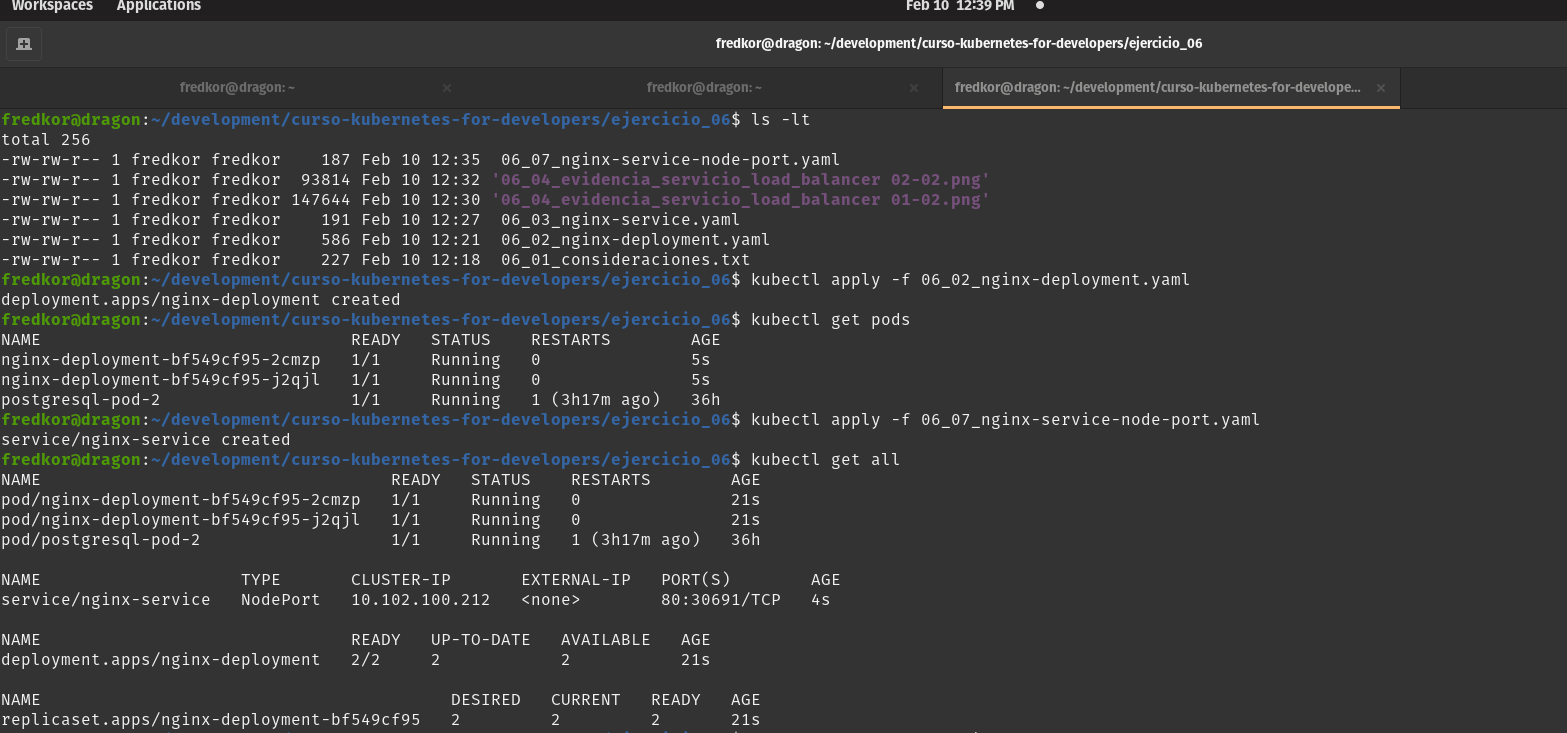 Workspaces Applications Feb 10 12:39 PM
fredkor@dragon: ~/development/curso-kubernetes-for-developers/ejercicio_06
fredkor@dragon: ~ × fredkor@dragon: ~ × fredkor@dragon: ~/development/curso-kubernetes-for-develope... ×
fredkor@dragon:~/development/curso-kubernetes-for-developers/ejercicio_06$ ls -lt
total 256
-rw-rw-r-- 1 fredkor fredkor    187 Feb 10 12:35  06_07_nginx-service-node-port.yaml
-rw-rw-r-- 1 fredkor fredkor  93814 Feb 10 12:32 '06_04_evidencia_servicio_load_balancer 02-02.png'
-rw-rw-r-- 1 fredkor fredkor 147644 Feb 10 12:30 '06_04_evidencia_servicio_load_balancer 01-02.png'
-rw-rw-r-- 1 fredkor fredkor    191 Feb 10 12:27  06_03_nginx-service.yaml
-rw-rw-r-- 1 fredkor fredkor    586 Feb 10 12:21  06_02_nginx-deployment.yaml
-rw-rw-r-- 1 fredkor fredkor    227 Feb 10 12:18  06_01_consideraciones.txt
fredkor@dragon:~/development/curso-kubernetes-for-developers/ejercicio_06$ kubectl apply -f 06_02_nginx-deployment.yaml
deployment.apps/nginx-deployment created
fredkor@dragon:~/development/curso-kubernetes-for-developers/ejercicio_06$ kubectl get pods
NAME                               READY   STATUS    RESTARTS        AGE
nginx-deployment-bf549cf95-2cmzp   1/1     Running   0               5s
nginx-deployment-bf549cf95-j2qjl   1/1     Running   0               5s
postgresql-pod-2                   1/1     Running   1 (3h17m ago)   36h
fredkor@dragon:~/development/curso-kubernetes-for-developers/ejercicio_06$ kubectl apply -f 06_07_nginx-service-node-port.yaml
service/nginx-service created
fredkor@dragon:~/development/curso-kubernetes-for-developers/ejercicio_06$ kubectl get all
NAME                                   READY   STATUS    RESTARTS        AGE
pod/nginx-deployment-bf549cf95-2cmzp   1/1     Running   0               21s
pod/nginx-deployment-bf549cf95-j2qjl   1/1     Running   0               21s
pod/postgresql-pod-2                   1/1     Running   1 (3h17m ago)   36h
NAME                    TYPE       CLUSTER-IP       EXTERNAL-IP   PORT(S)        AGE
service/nginx-service   NodePort   10.102.100.212   <none>        80:30691/TCP   4s
NAME                               READY   UP-TO-DATE   AVAILABLE   AGE
deployment.apps/nginx-deployment   2/2     2            2           21s
NAME                                         DESIRED   CURRENT   READY   AGE
replicaset.apps/nginx-deployment-bf549cf95   2         2         2       21s